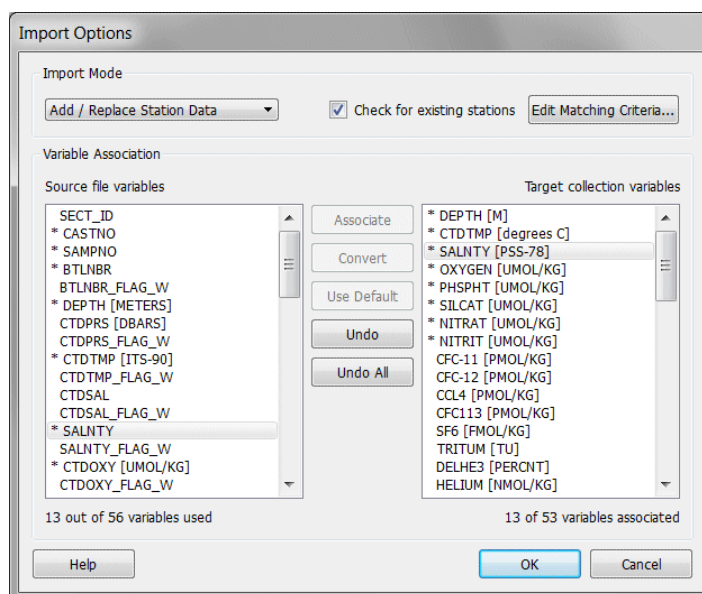 Import Options
Import Mode
Add / Replace Station Data
Check for existing stations
Edit Matching Criteria...
Variable Association
Source file variables
Target collection variables
SECT_ID
* CASTNO
* SAMPNO
* BTLNBR
BTLNBR_FLAG_W
* DEPTH [METERS]
CTDPRS [DBARS]
CTDPRS_FLAG_W
* CTDTMP [ITS-90]
CTDTMP_FLAG_W
CTDSAL
CTDSAL_FLAG_W
* SALNTY
SALNTY_FLAG_W
* CTDOXY [UMOL/KG]
CTDOXY_FLAG_W
Associate
Convert
Use Default
Undo
Undo All
* DEPTH [M]
* CTDTMP [degrees C]
* SALNTY [PSS-78]
* OXYGEN [UMOL/KG]
* PHSPHT [UMOL/KG]
* SILCAT [UMOL/KG]
* NITRAT [UMOL/KG]
* NITRIT [UMOL/KG]
CFC-11 [PMOL/KG]
CFC-12 [PMOL/KG]
CCL4 [PMOL/KG]
CFC113 [PMOL/KG]
SF6 [FMOL/KG]
TRITUM [TU]
DELHE3 [PERCNT]
HELIUM [NMOL/KG]
13 out of 56 variables used
13 of 53 variables associated
Help
OK
Cancel